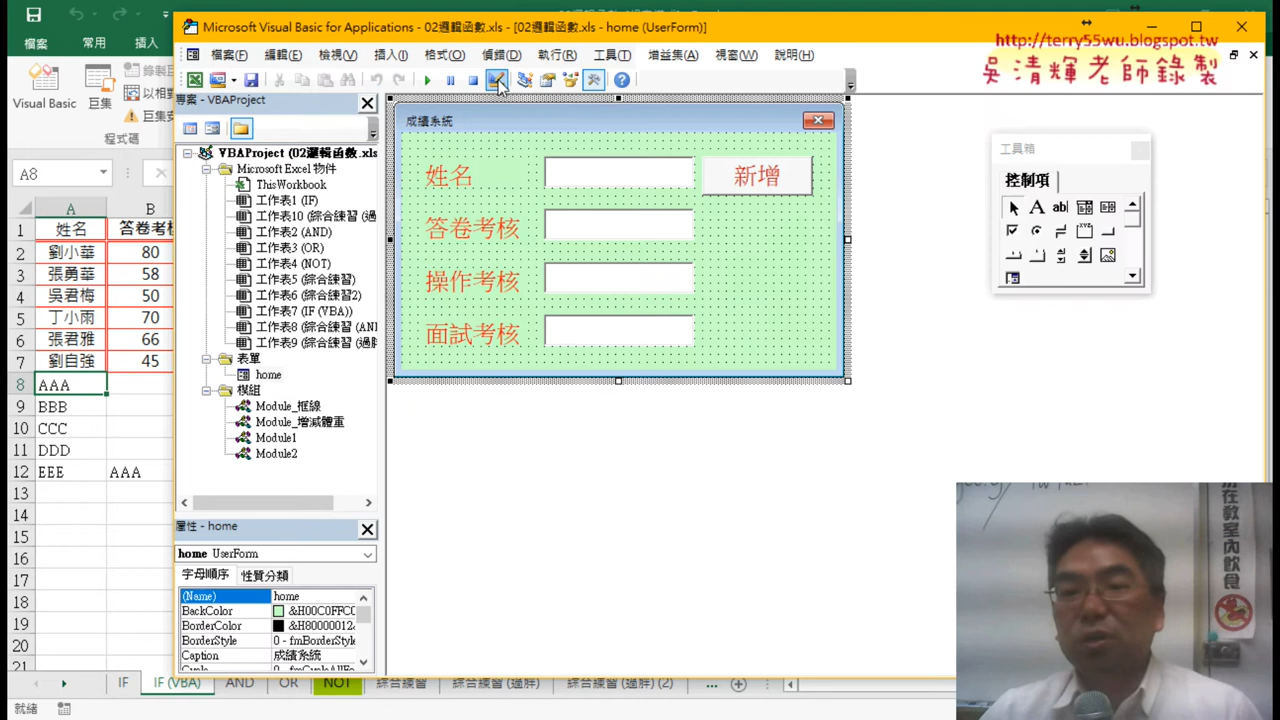 Microsoft Visual Basic for Applications - 02邏輯函數.xls - [02邏輯函數.xls - home (UserForm)]
http://terry55wu.blogspot.tw
吳清輝老師錄製
檔案 常用 插入
檔案(F) 編輯(E) 檢視(V) 插入(I) 格式(O) 偵錯(D) 執行(R) 工具(T) 增益集(A) 視窗(W) 說明(H)
Visual Basic 巨集
錄製巨
以相對
巨集安
程式碼
專案 - VBAProject
VBAProject (02邏輯函數.xls
Microsoft Excel 物件
ThisWorkbook
工作表1 (IF)
工作表10 (綜合練習 (過
工作表2 (AND)
工作表3 (OR)
工作表4 (NOT)
工作表5 (綜合練習)
工作表6 (綜合練習2)
工作表7 (IF (VBA))
工作表8 (綜合練習 (AN
工作表9 (綜合練習 (過
表單
home
模組
Module_框線
Module_增減體重
Module1
Module2
屬性 - home
home UserForm
字母順序 性質分類
(Name) home
BackColor &H00C0FFC0
BorderColor &H80000012
BorderStyle 0 - fmBorderStyle
Caption 成績系統
成績系統
姓名 新增
答卷考核
操作考核
面試考核
工具箱
控制項
A8
A B
1 姓名 答卷考核
2 劉小華 80
3 張勇華 58
4 吳君梅 50
5 丁小雨 70
6 張君雅 66
7 劉自強 45
8 AAA
9 BBB
10 CCC
11 DDD
12 EEE AAA
13
14
15
16
17
18
19
20
21
IF IF (VBA) AND OR NOT 綜合練習 綜合練習 (過胖) 綜合練習 (過胖) (2) ...
就緒